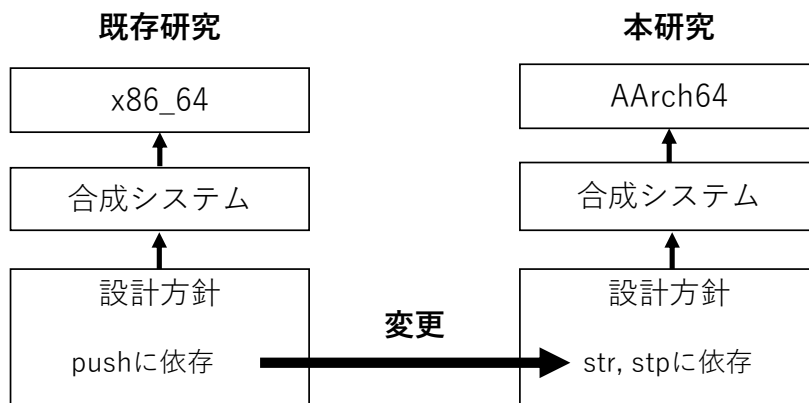 既存研究
本研究
x86_64
AArch64
合成システム
合成システム
設計方針
設計方針
変更
pushに依存
str, stpに依存